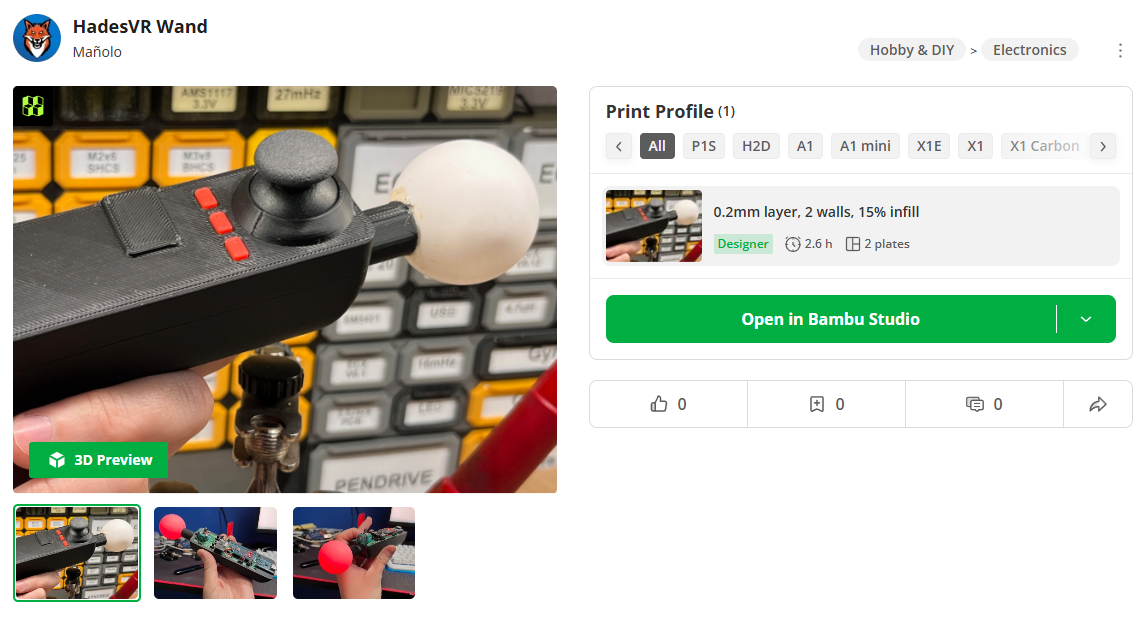 HadesVR Wand
Mañolo
Hobby & DIY > Electronics
AMS1117
3.3V
27mHz
MIC5219
3.3V
M2x6
SHCS
M3x6
BHCS
USB
16mHz
LED
PENDRIVE
3D Preview
Print Profile (1)
All P1S H2D A1 A1 mini X1E X1 X1 Carbon
0.2mm layer, 2 walls, 15% infill
Designer 2.6 h 2 plates
Open in Bambu Studio
0 0 0